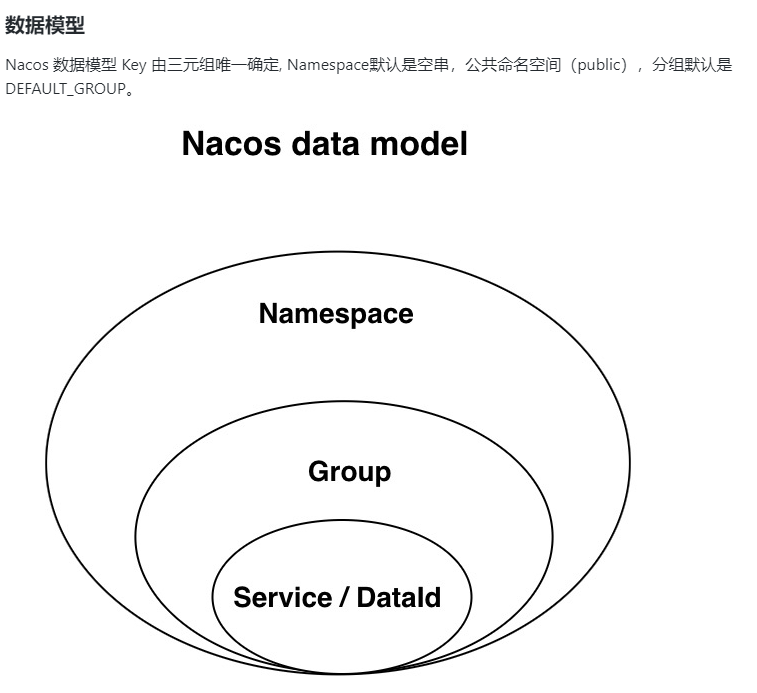 数据模型
Nacos 数据模型 Key 由三元组唯一确定, Namespace默认是空串，公共命名空间（public），分组默认是
DEFAULT_GROUP。
Nacos data model
Namespace
Group
Service / DataId